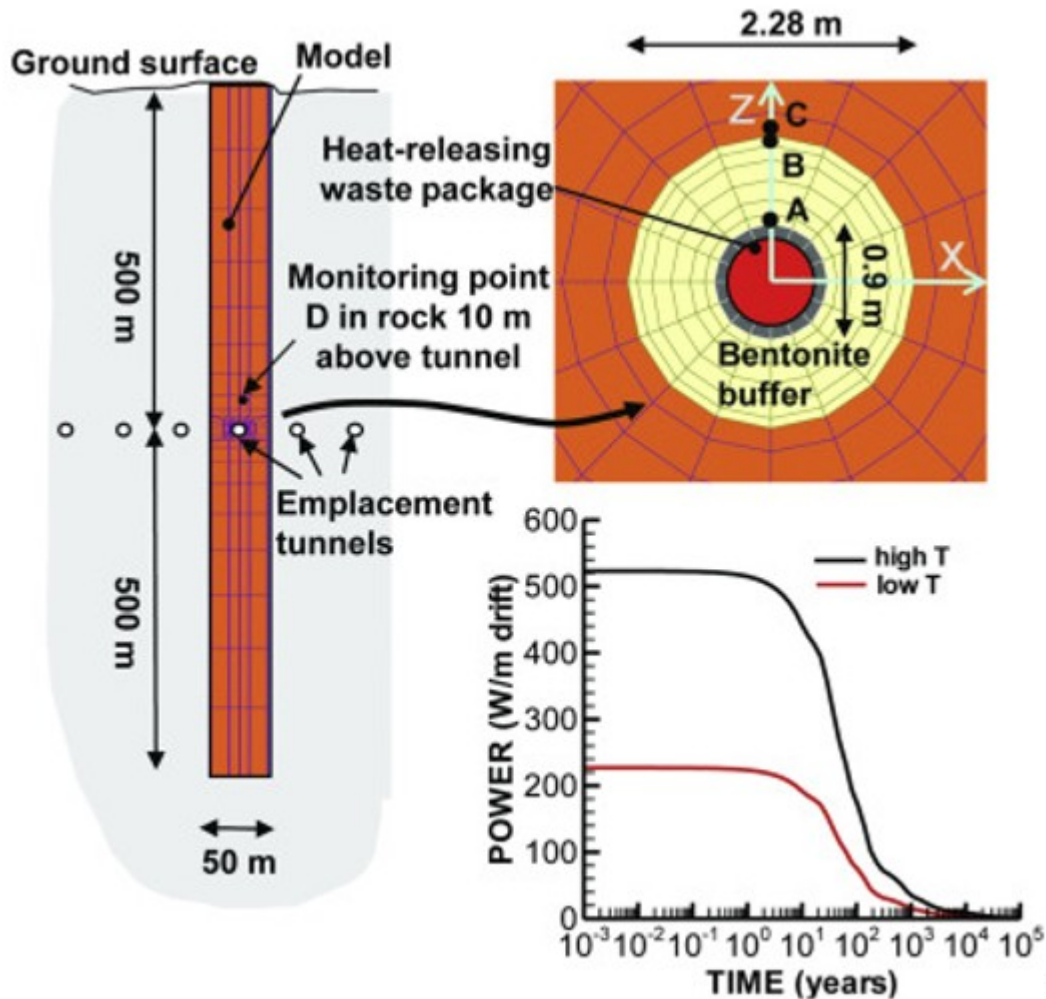 Ground surface
Model
500 m
Monitoring point
D in rock 10 m
above tunnel
Emplacement
tunnels
500 m
50 m
2.28 m
Heat-releasing
waste package
Z
C
B
A
X
0.9 m
Bentonite
buffer
POWER (W/m drift)
600
500
400
300
200
100
0
high T
low T
10-3 10-2 10-1 100 101 102 103 104 105
TIME (years)